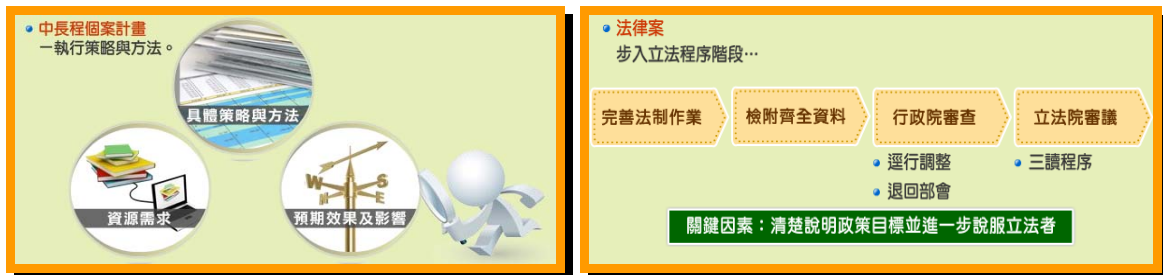 中長程個案計畫
－執行策略與方法。
具體策略與方法
資源需求
預期效果及影響
W
S
N
E
法律案
步入立法程序階段…
完善法制作業
檢附齊全資料
行政院審查
立法院審議
逕行調整
退回部會
三讀程序
關鍵因素：清楚說明政策目標並進一步說服立法者